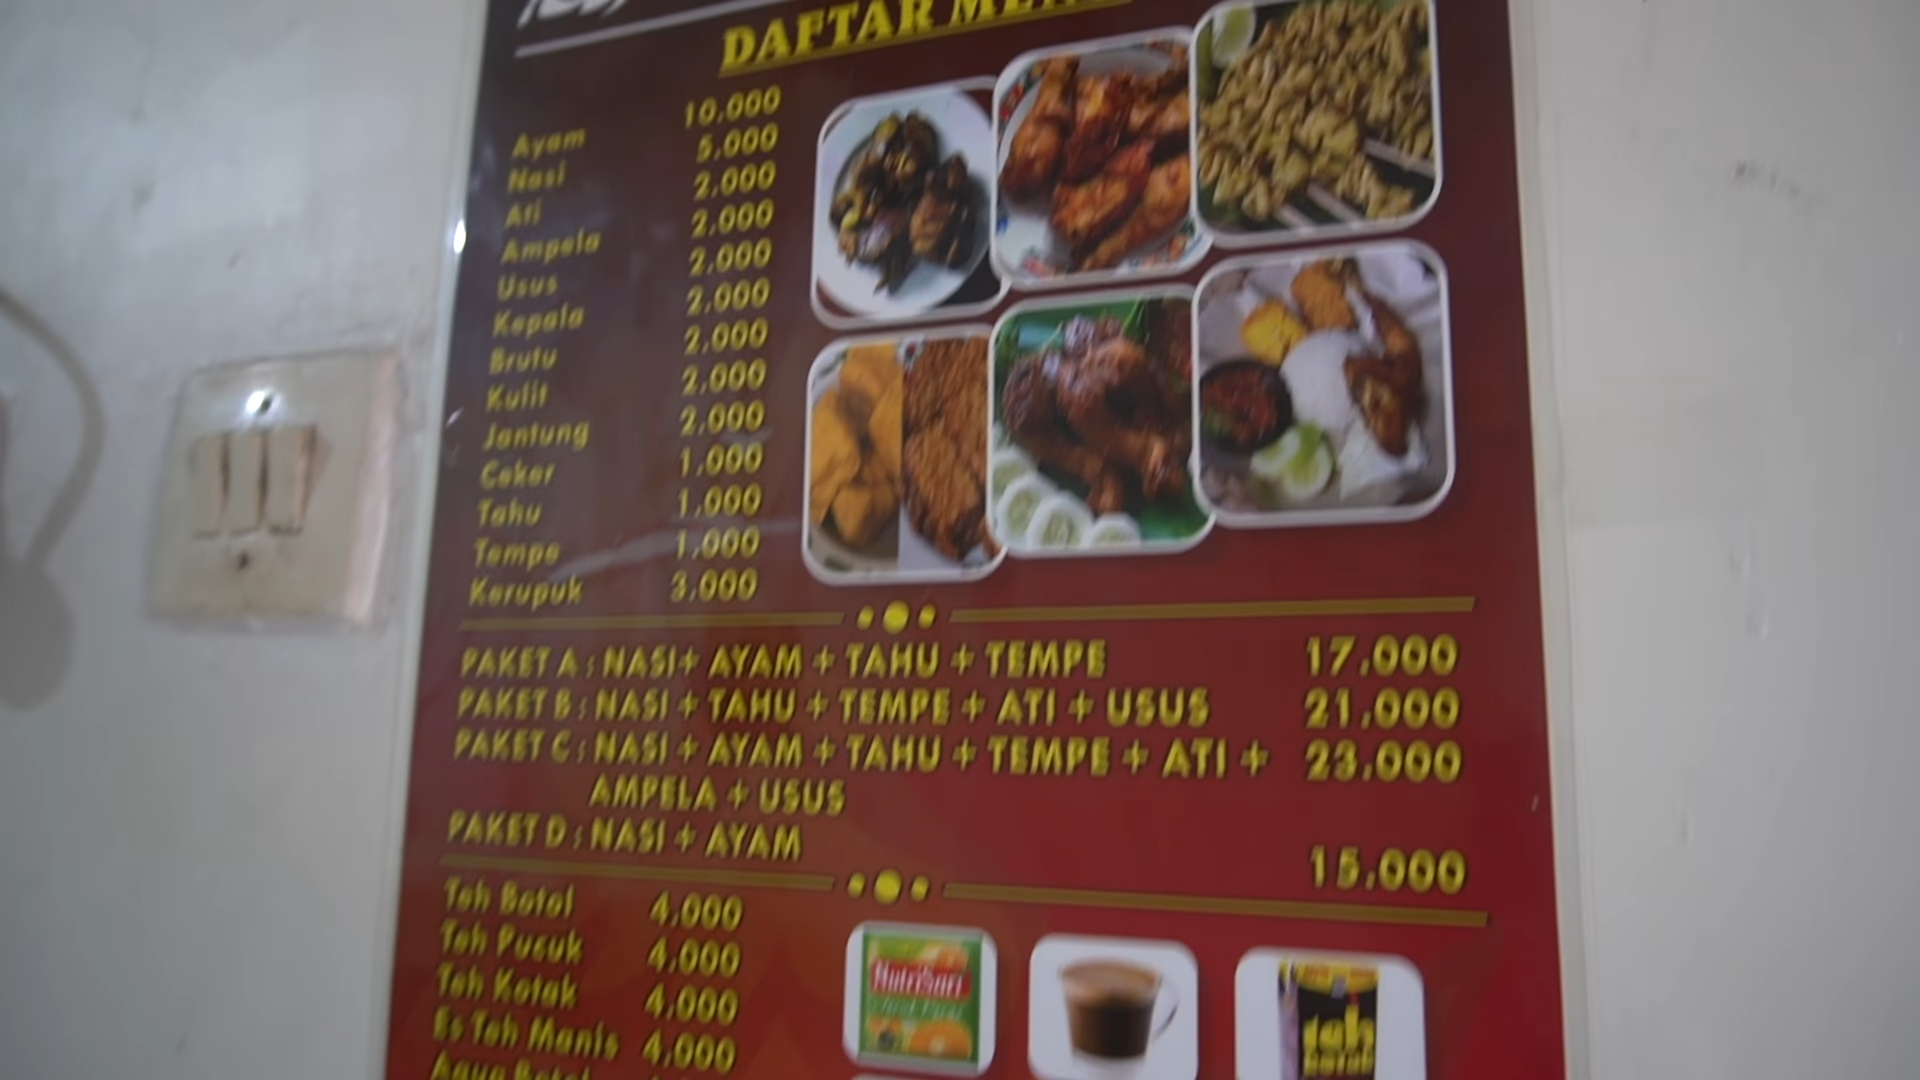 DAFTAR MENU
Ayam 10.000
Nasi 5.000
Ati 2.000
Ampela 2.000
Usus 2.000
Kepala 2.000
Brutu 2.000
Kulit 2.000
Jantung 2.000
Ceker 1.000
Tahu 1.000
Tempe 1.000
Kerupuk 3.000
PAKET A : NASI+ AYAM + TAHU + TEMPE 17.000
PAKET B : NASI + TAHU + TEMPE + ATI + USUS 21.000
PAKET C : NASI + AYAM + TAHU + TEMPE + ATI + 23.000
AMPELA + USUS
PAKET D : NASI + AYAM 15.000
Teh Botol 4,000
Teh Pucuk 4,000
Teh Kotak 4,000
Es Teh Manis 4,000
NutriSari
teh
botol